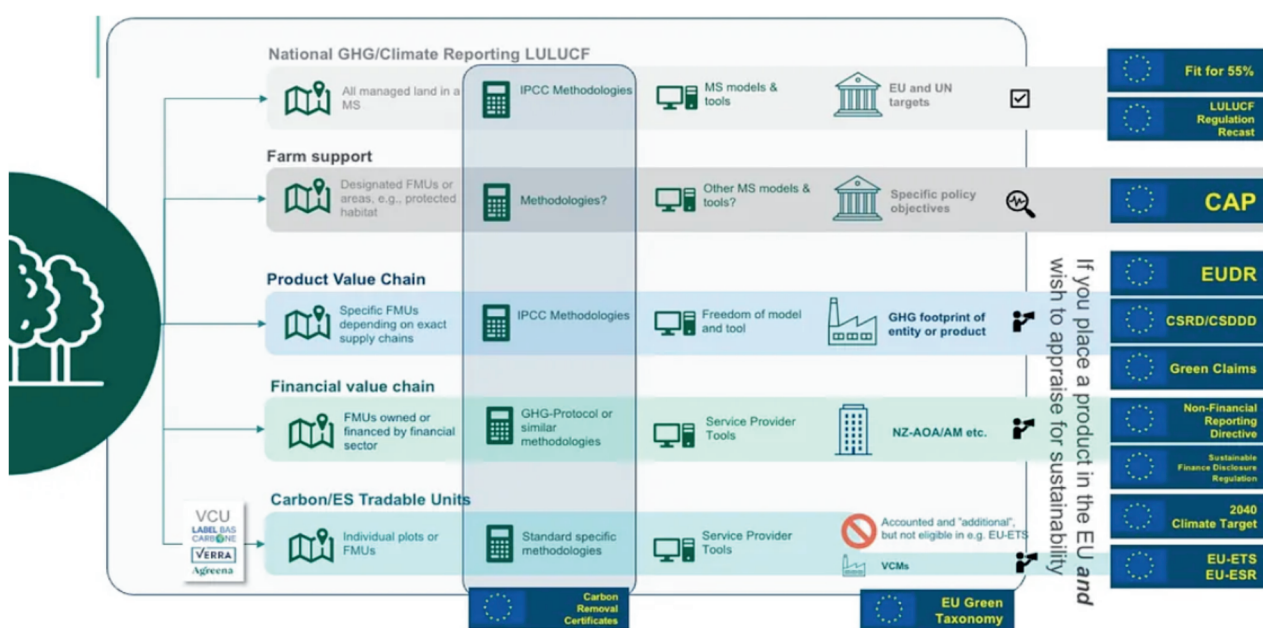 National GHG/Climate Reporting LULUCF
All managed land in a
MS
IPCC Methodologies
MS models &
tools
EU and UN
targets
Fit for 55%
LULUCF
Regulation
Recast
Farm support
Designated FMUs or
areas, e.g., protected
habitat
Methodologies?
Other MS models &
tools?
Specific policy
objectives
CAP
Product Value Chain
Specific FMUs
depending on exact
supply chains
IPCC Methodologies
Freedom of model
and tool
GHG footprint of
entity or product
EUDR
CSRD/CSDDD
Green Claims
Financial value chain
FMUs owned or
financed by financial
sector
GHG-Protocol or
similar
methodologies
Service Provider
Tools
NZ-AOA/AM etc.
Non-Financial
Reporting
Directive
Sustainable
Finance Disclosure
Regulation
Carbon/ES Tradable Units
VCU
LABEL BAS
CARBONE
VERRA
Agreena
Individual plots or
FMUs
Standard specific
methodologies
Service Provider
Tools
Accounted and "additional",
but not eligible in e.g. EU-ETS
VCMs
2040
Climate Target
EU-ETS
EU-ESR
If you place a product in the EU and
wish to appraise for sustainability
Carbon
Removal
Certificates
EU Green
Taxonomy